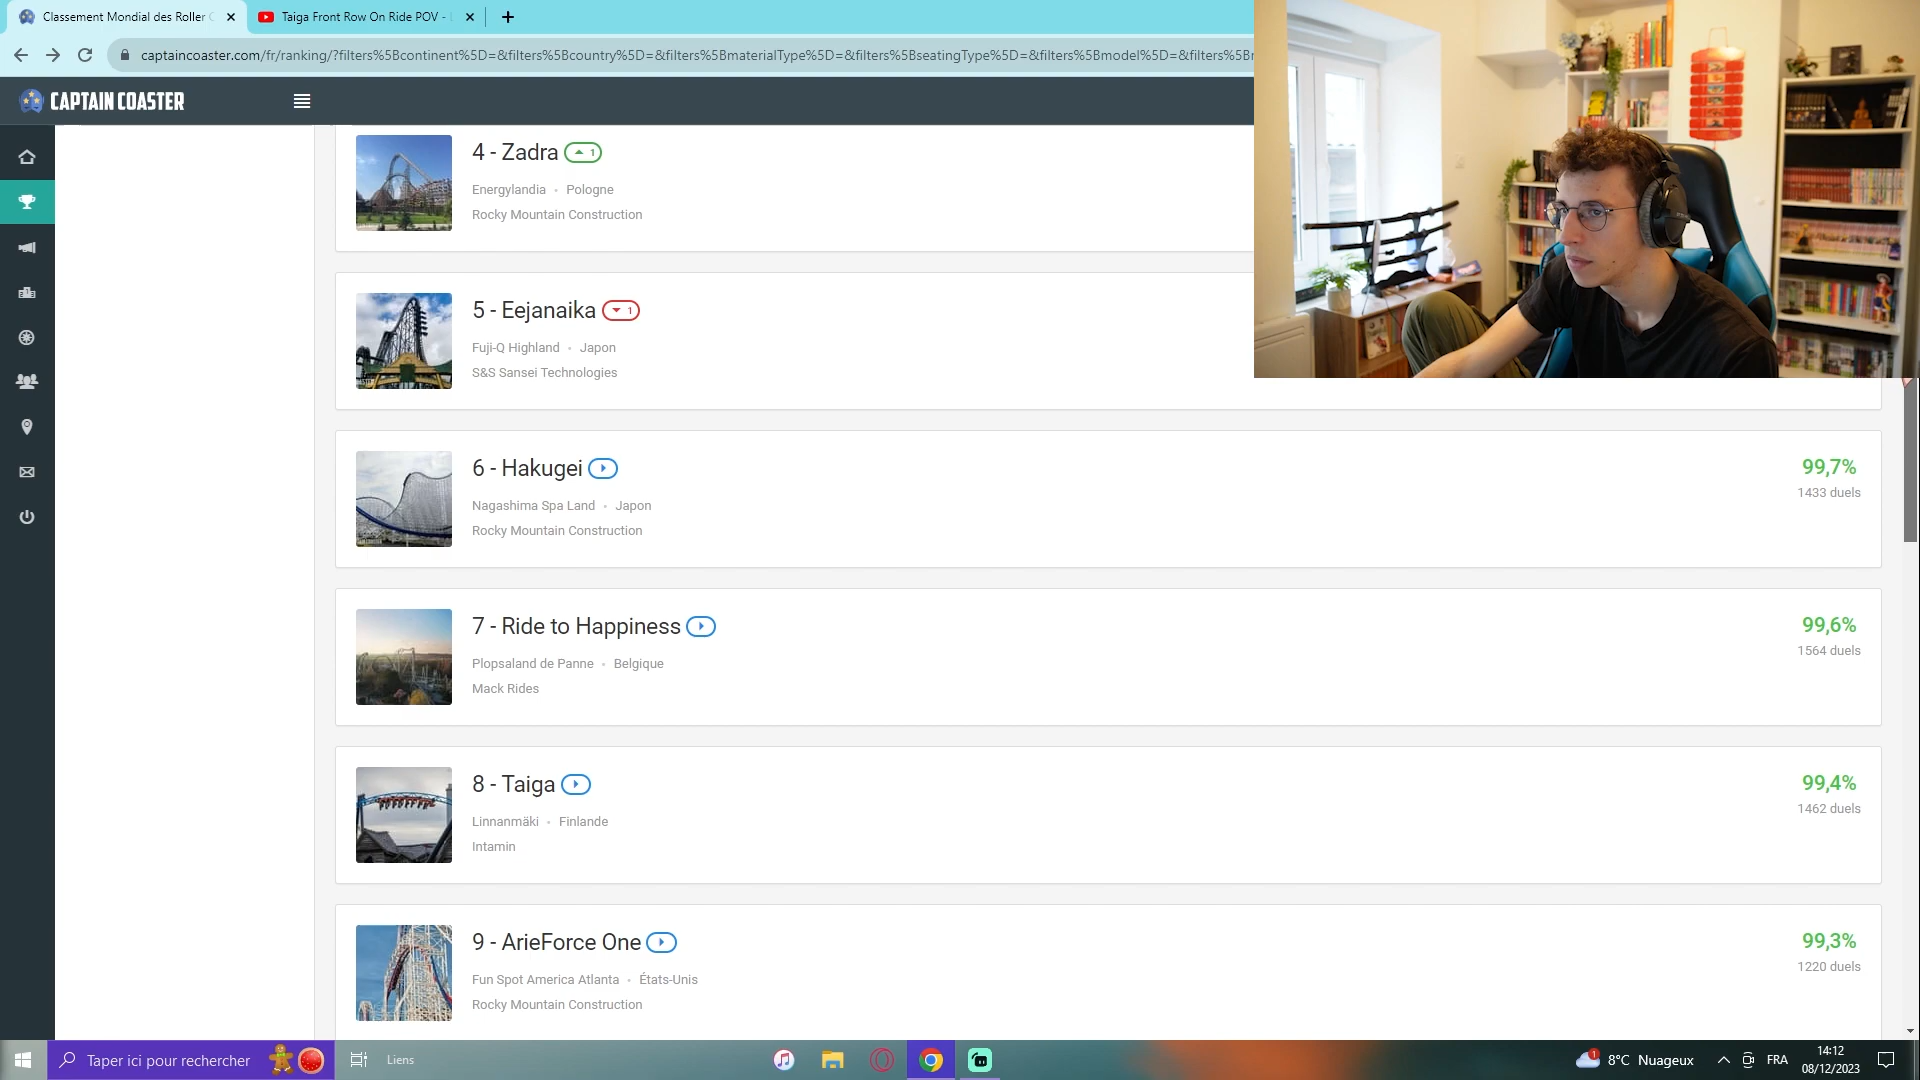 Classement Mondial des Roller C
Taiga Front Row On Ride POV -
captaincoaster.com/fr/ranking/?filters%5Bcontinent%5D=&filters%5Bcountry%5D=&filters%5BmaterialType%5D=&filters%5BseatingType%5D=&filters%5Bmodel%5D=&filters%5B
CAPTAIN COASTER
4 - Zadra 1
Energylandia • Pologne
Rocky Mountain Construction
5 - Eejanaika 1
Fuji-Q Highland • Japon
S&S Sansei Technologies
6 - Hakugei
99,7%
Nagashima Spa Land • Japon
1433 duels
Rocky Mountain Construction
7 - Ride to Happiness
99,6%
Plopsaland de Panne • Belgique
1564 duels
Mack Rides
8 - Taiga
99,4%
Linnanmäki • Finlande
1462 duels
Intamin
9 - ArieForce One
99,3%
Fun Spot America Atlanta • États-Unis
1220 duels
Rocky Mountain Construction
Taper ici pour rechercher
Liens
1
8°C Nuageux
FRA
14:12
08/12/2023